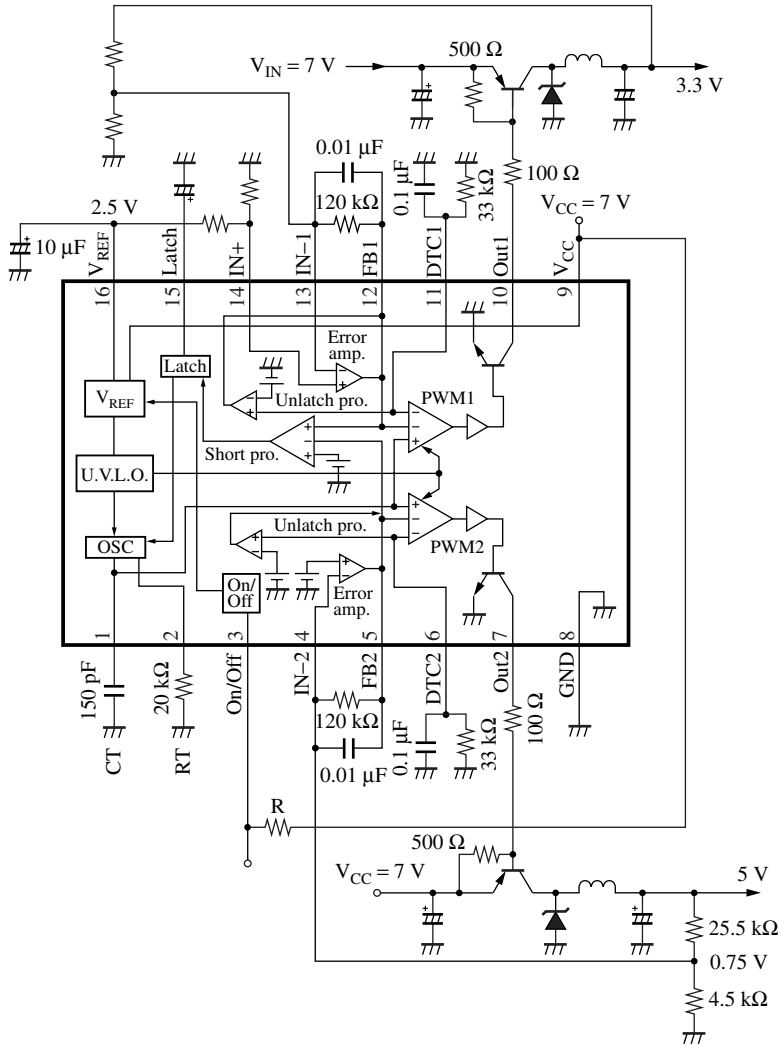 500 Ω
V_IN = 7 V
3.3 V
0.01 µF
120 kΩ
0.1 µF
33 kΩ
100 Ω
V_CC = 7 V
2.5 V
10 µF
V_REF
Latch
IN+
IN−1
FB1
DTC1
Out1
V_CC
16
15
14
13
12
11
10
9
Error amp.
Latch
V_REF
Unlatch pro.
PWM1
Short pro.
U.V.L.O.
Unlatch pro.
OSC
PWM2
On/Off
Error amp.
1
2
3
4
5
6
7
8
150 pF
CT
20 kΩ
RT
On/Off
IN−2
FB2
DTC2
Out2
GND
120 kΩ
0.01 µF
0.1 µF
33 kΩ
100 Ω
R
500 Ω
V_CC = 7 V
5 V
25.5 kΩ
0.75 V
4.5 kΩ